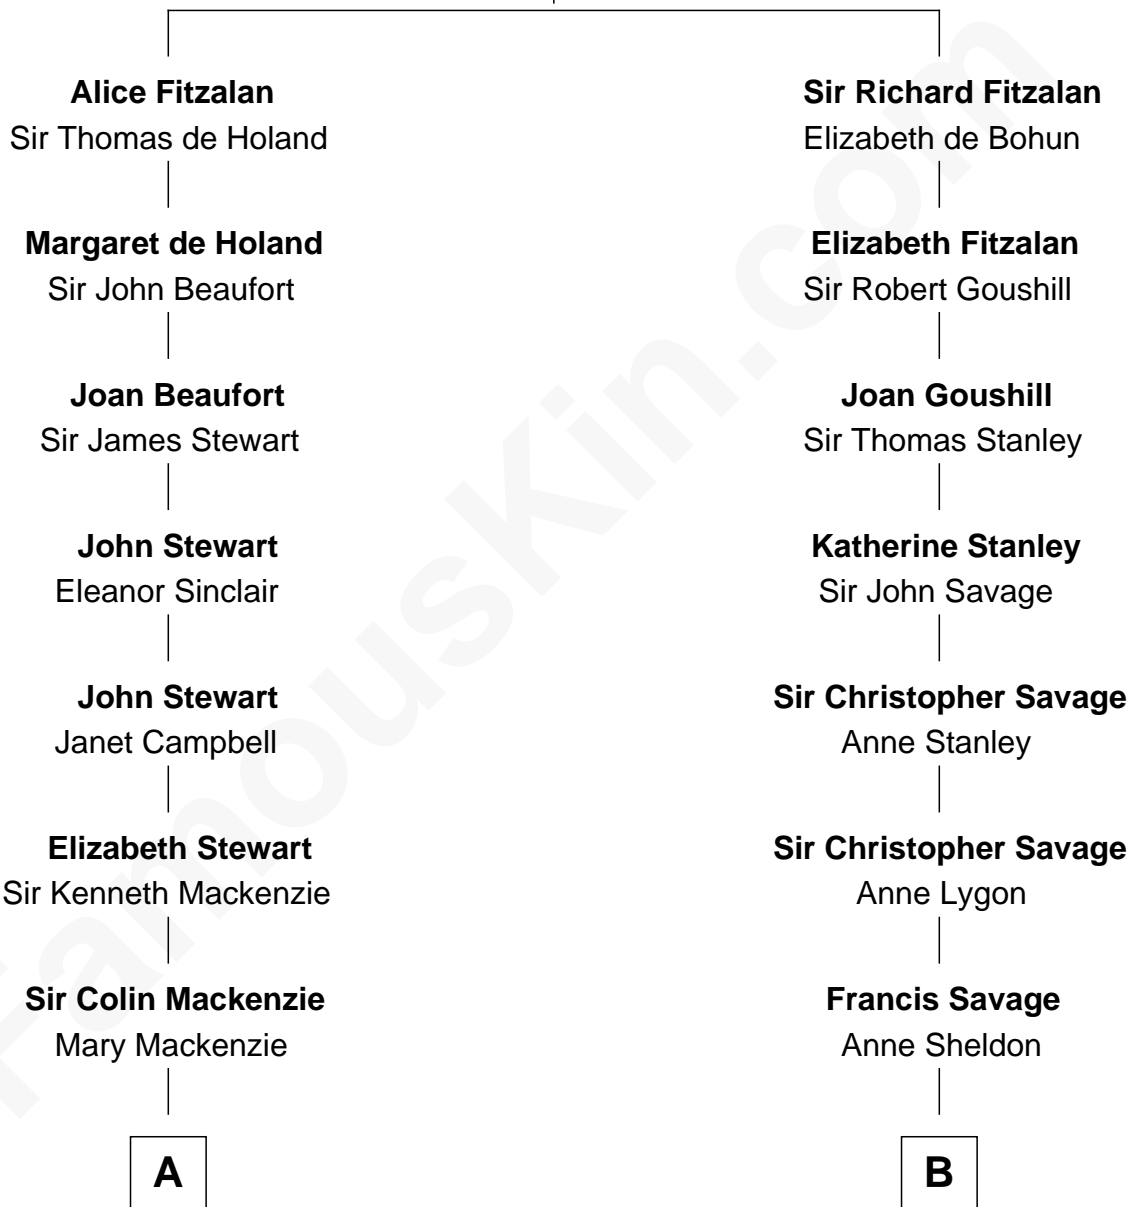 Alice Fitzalan
Sir Thomas de Holand
Margaret de Holand
Sir John Beaufort
Joan Beaufort
Sir James Stewart
John Stewart
Eleanor Sinclair
John Stewart
Janet Campbell
Elizabeth Stewart
Sir Kenneth Mackenzie
Sir Colin Mackenzie
Mary Mackenzie
A
Sir Richard Fitzalan
Elizabeth de Bohun
Elizabeth Fitzalan
Sir Robert Goushill
Joan Goushill
Sir Thomas Stanley
Katherine Stanley
Sir John Savage
Sir Christopher Savage
Anne Stanley
Sir Christopher Savage
Anne Lygon
Francis Savage
Anne Sheldon
B
FamousKin.com